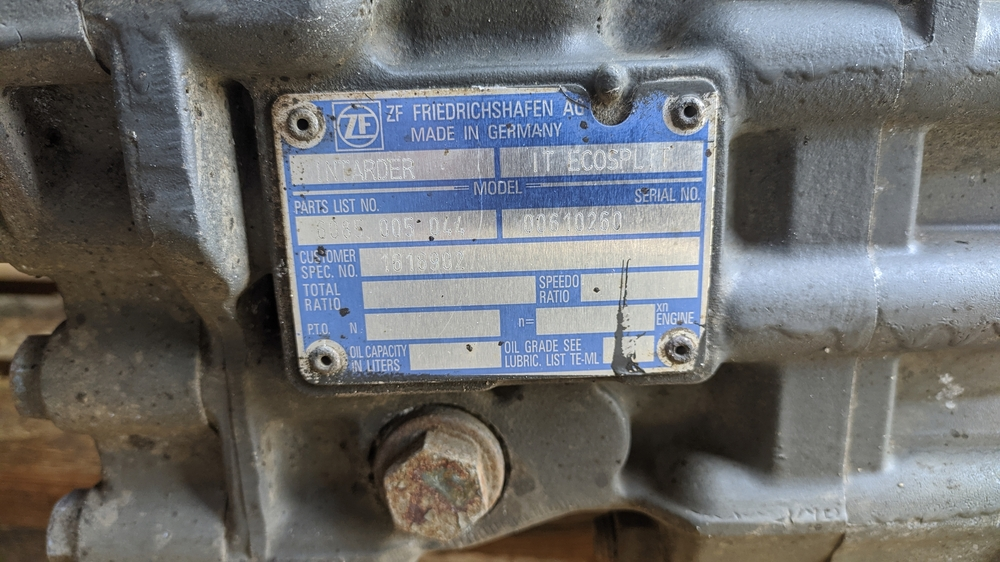 ZF FRIEDRICHSHAFEN AG
MADE IN GERMANY
INTARDER IT ECOSPLIT
MODEL
PARTS LIST NO. SERIAL NO.
005 044 00610260
CUSTOMER
SPEC. NO.
TOTAL
RATIO
SPEEDO
RATIO
P.T.O. N
n=
xn
ENGINE
OIL CAPACITY
IN LITERS
OIL GRADE SEE
LUBRIC. LIST TE-ML